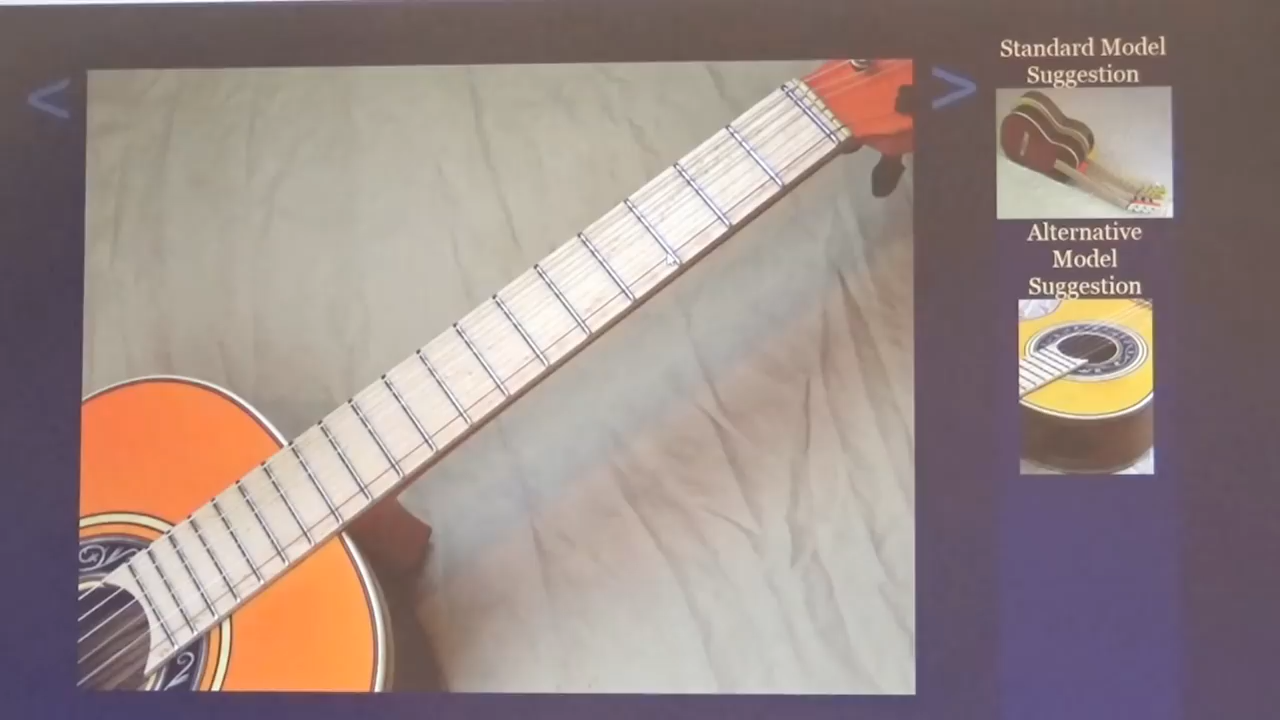 Standard Model
Suggestion
Alternative
Model
Suggestion